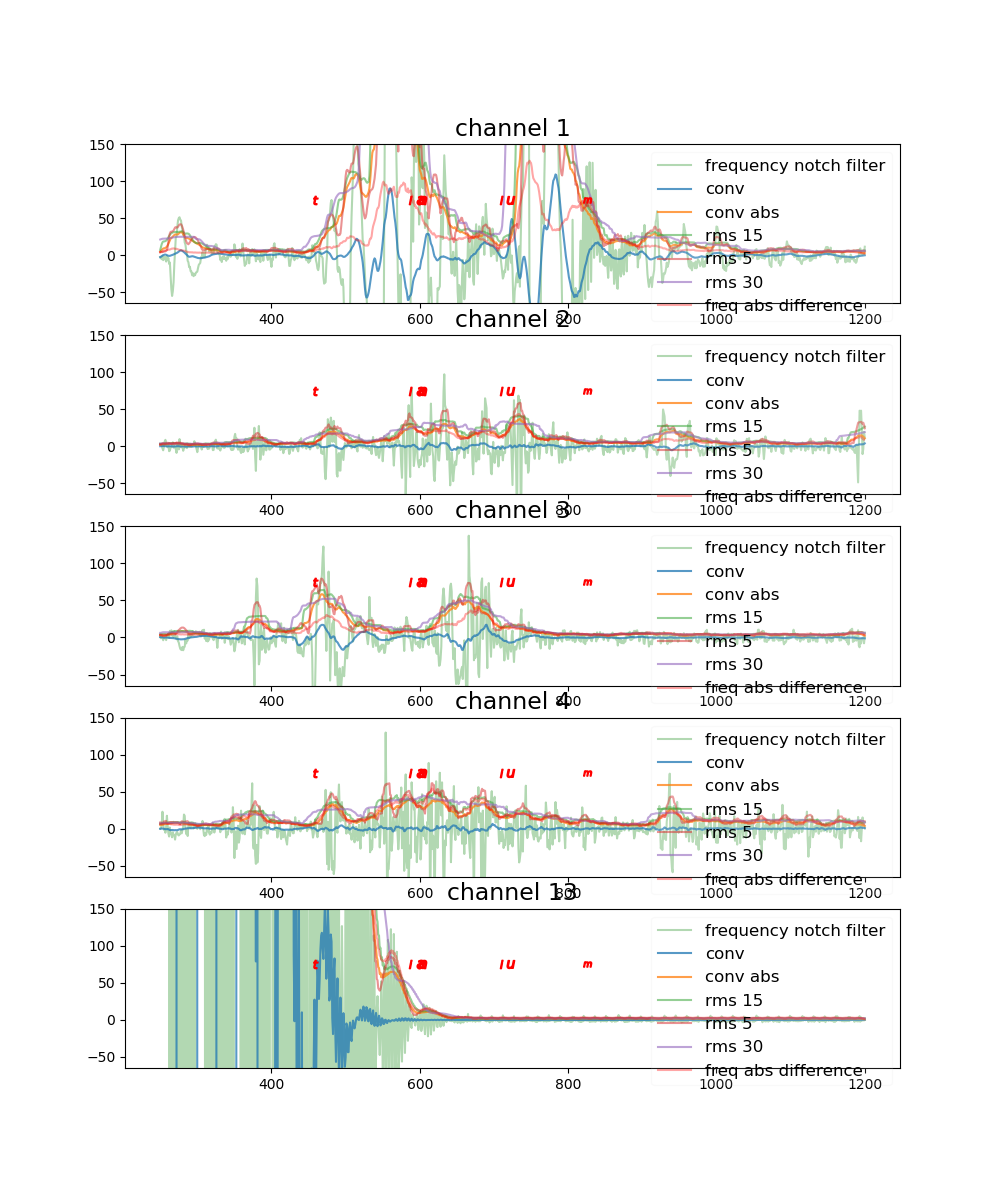 channel 1
150
100
50
0
−50
400 600 800 1000 1200
t l u m
frequency notch filter
conv
conv abs
rms 15
rms 5
rms 30
freq abs difference
channel 2
150
100
50
0
−50
400 600 800 1000 1200
t l u m
frequency notch filter
conv
conv abs
rms 15
rms 5
rms 30
freq abs difference
channel 3
150
100
50
0
−50
400 600 800 1000 1200
t l u m
frequency notch filter
conv
conv abs
rms 15
rms 5
rms 30
freq abs difference
channel 4
150
100
50
0
−50
400 600 800 1000 1200
t l u m
frequency notch filter
conv
conv abs
rms 15
rms 5
rms 30
freq abs difference
channel 13
150
100
50
0
−50
400 600 800 1000 1200
t l u m
frequency notch filter
conv
conv abs
rms 15
rms 5
rms 30
freq abs difference